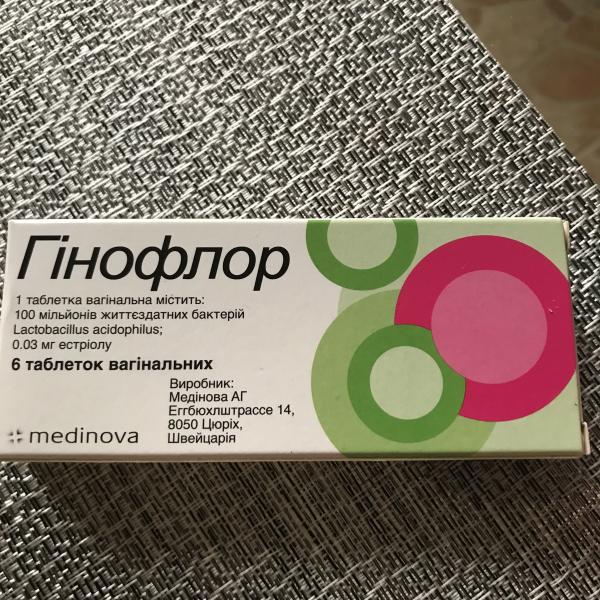 Гінофлор
1 таблетка вагінальна містить:
100 мільйонів життєздатних бактерій
Lactobacillus acidophilus;
0.03 мг естріолу
6 таблеток вагінальних
Виробник:
Медінова АГ
Еггбюхлштрассе 14,
8050 Цюріх,
Швейцарія
medinova